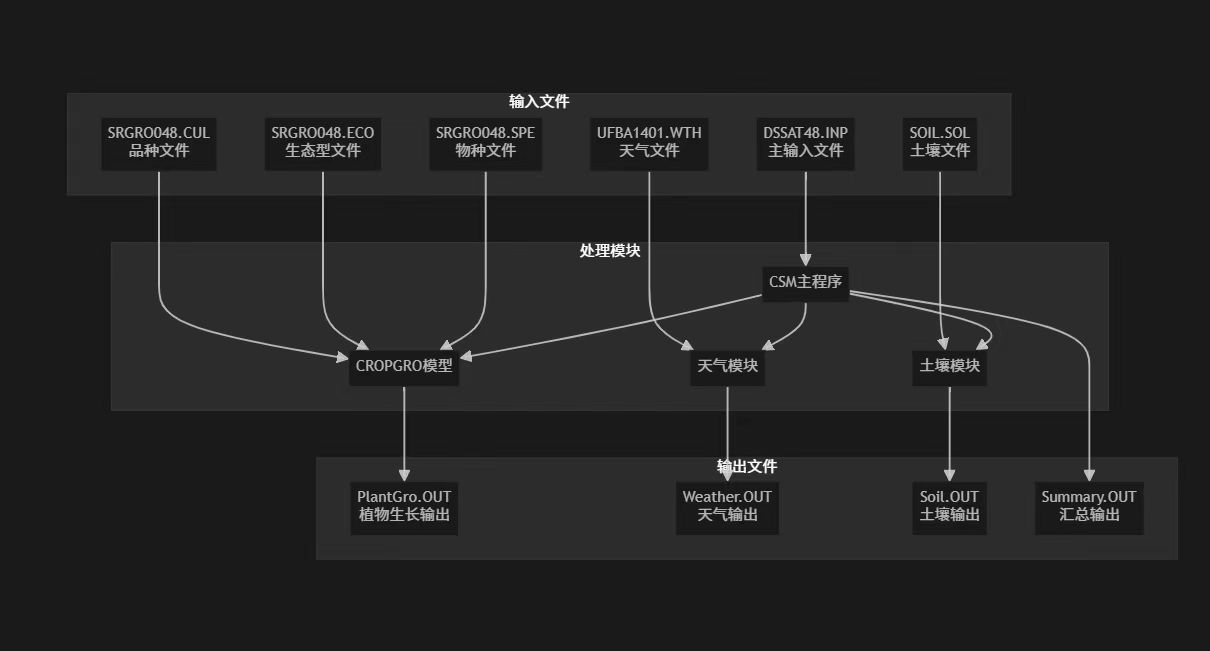 输入文件
SRGRO048.CUL
品种文件
SRGRO048.ECO
生态型文件
SRGRO048.SPE
物种文件
UFBA1401.WTH
天气文件
DSSAT48.INP
主输入文件
SOIL.SOL
土壤文件
处理模块
CSM主程序
CROPGRO模型
天气模块
土壤模块
输出文件
PlantGro.OUT
植物生长输出
Weather.OUT
天气输出
Soil.OUT
土壤输出
Summary.OUT
汇总输出